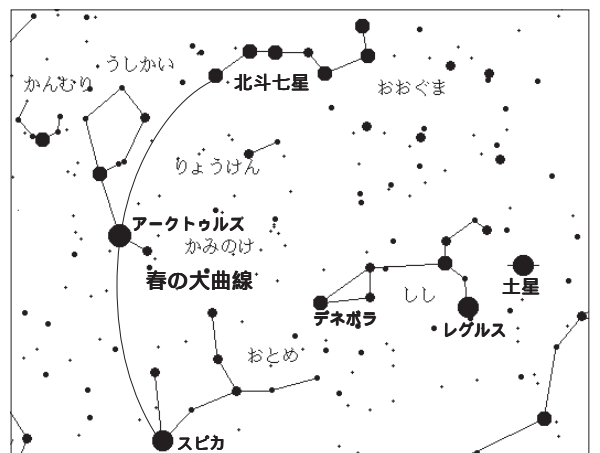 うしかい
かんむり
北斗七星
おおぐま
りょうけん
アークトゥルズ
かみのけ
春の大曲線
土星
しし
デネボラ
レグルス
おとめ
スピカ